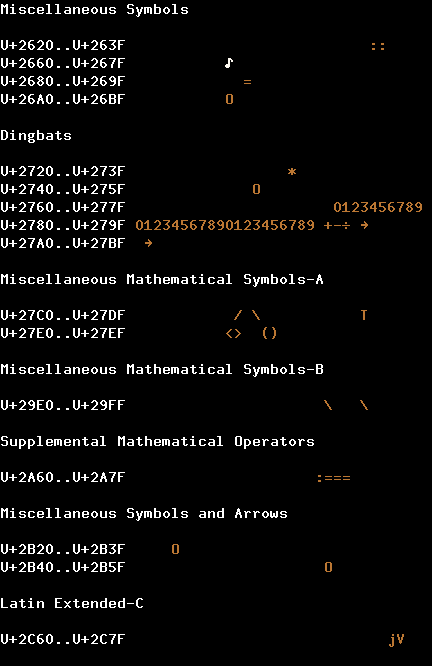 Miscellaneous Symbols
U+2620..U+263F ::
U+2660..U+267F ♪
U+2680..U+269F =
U+26A0..U+26BF O
Dingbats
U+2720..U+273F *
U+2740..U+275F O
U+2760..U+277F 0123456789
U+2780..U+279F 01234567890123456789 +−÷ →
U+27A0..U+27BF →
Miscellaneous Mathematical Symbols-A
U+27C0..U+27DF / \ T
U+27E0..U+27EF <> ()
Miscellaneous Mathematical Symbols-B
U+29E0..U+29FF \ \
Supplemental Mathematical Operators
U+2A60..U+2A7F :===
Miscellaneous Symbols and Arrows
U+2B20..U+2B3F O
U+2B40..U+2B5F O
Latin Extended-C
U+2C60..U+2C7F jV